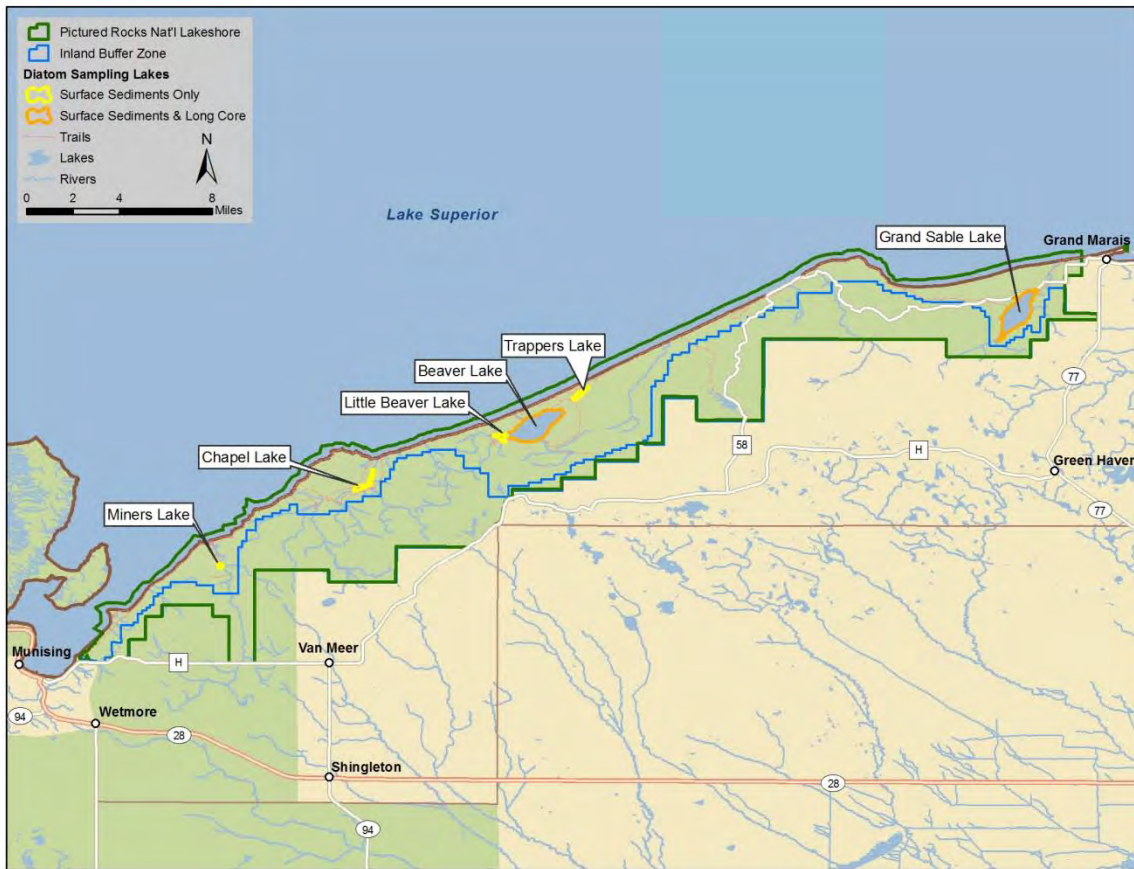 Pictured Rocks Nat'l Lakeshore
Inland Buffer Zone
Diatom Sampling Lakes
Surface Sediments Only
Surface Sediments & Long Core
Trails
Lakes
Rivers
N
0 2 4 8
Miles
Lake Superior
Grand Sable Lake
Grand Marais
Trappers Lake
Beaver Lake
Little Beaver Lake
Chapel Lake
Miners Lake
77
58
H
Green Haven
77
Munising
H
Van Meer
94
Wetmore
28
Shingleton
28
94